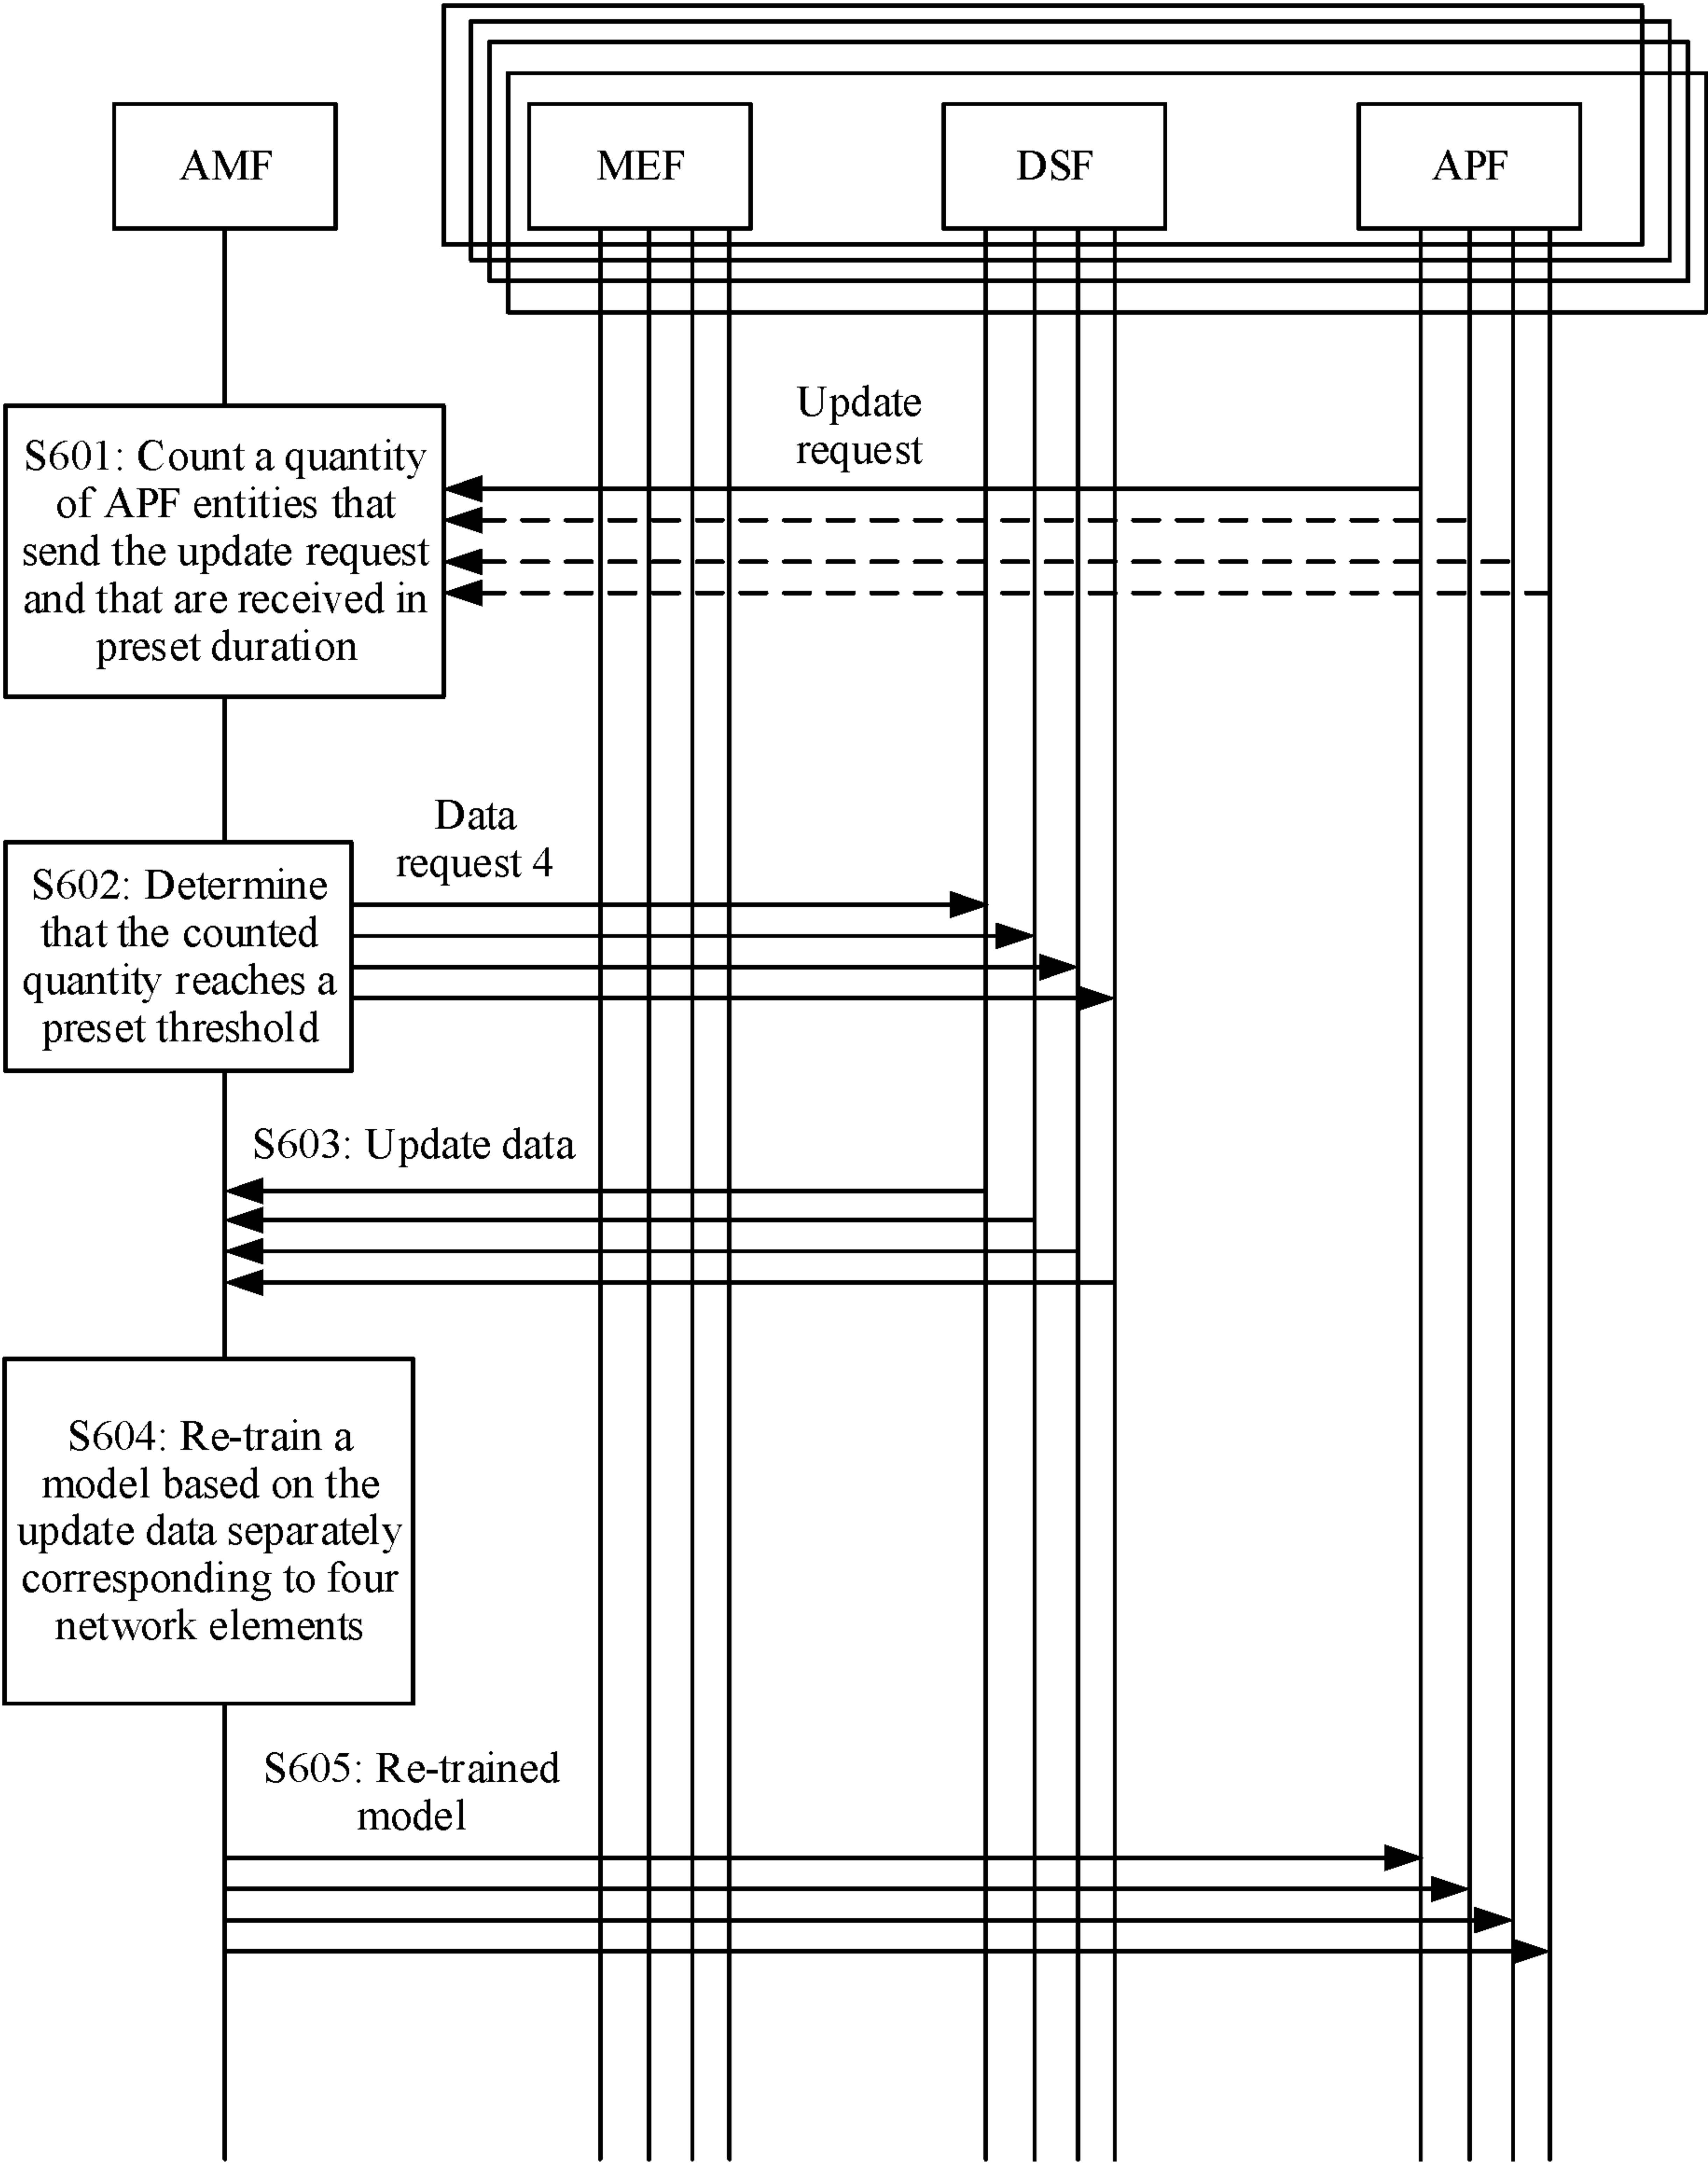 AMF
MEF
DSF
APF
Update
request
S601: Count a quantity
of APF entities that
send the update request
and that are received in
preset duration
Data
request 4
S602: Determine
that the counted
quantity reaches a
preset threshold
S603: Update data
S604: Re-train a
model based on the
update data separately
corresponding to four
network elements
S605: Re-trained
model